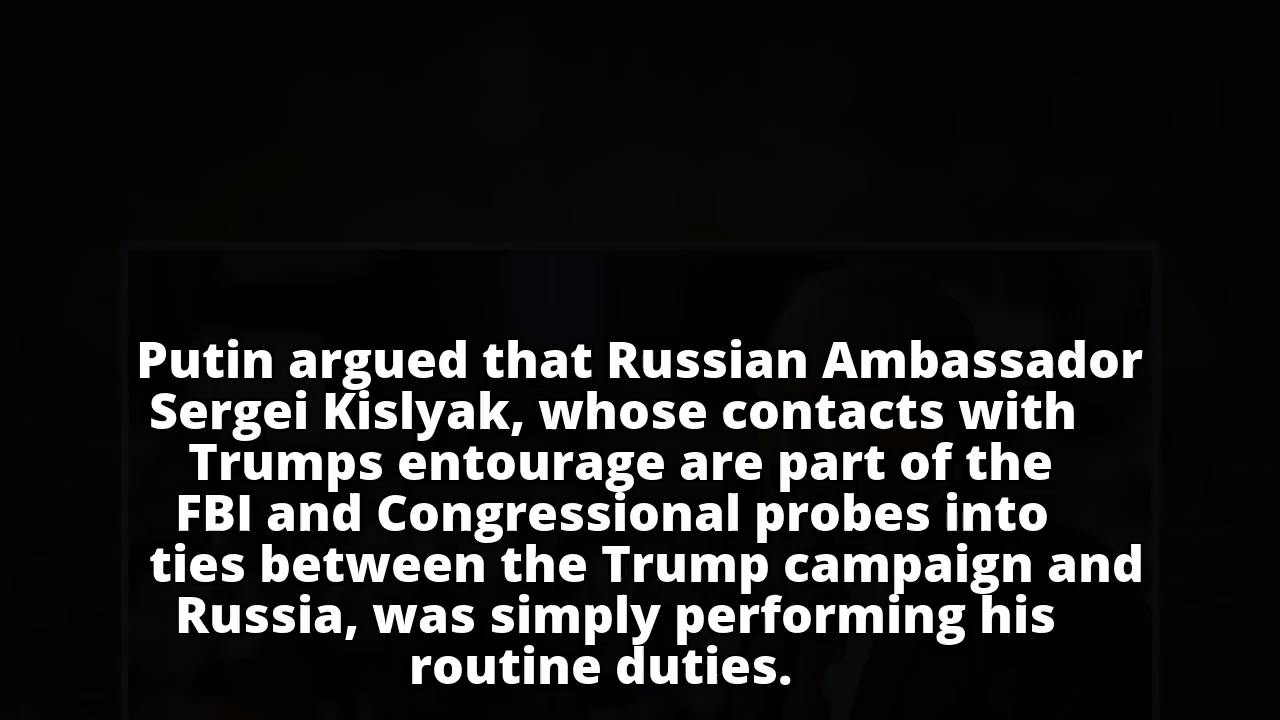 Putin argued that Russian Ambassador
Sergei Kislyak, whose contacts with
Trumps entourage are part of the
FBI and Congressional probes into
ties between the Trump campaign and
Russia, was simply performing his
routine duties.